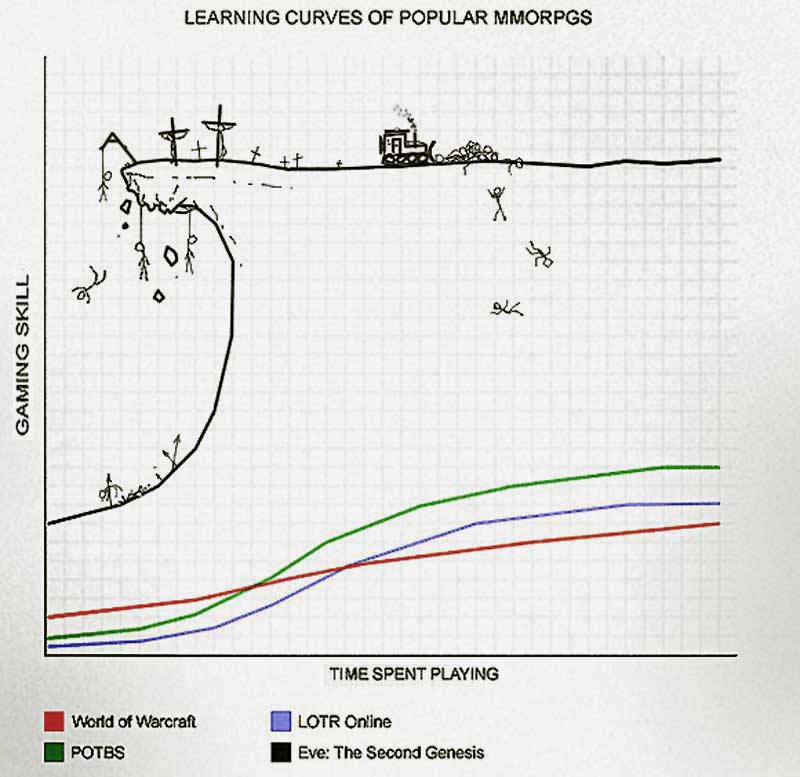 LEARNING CURVES OF POPULAR MMORPGS
GAMING SKILL
TIME SPENT PLAYING
World of Warcraft
LOTR Online
POTBS
Eve: The Second Genesis